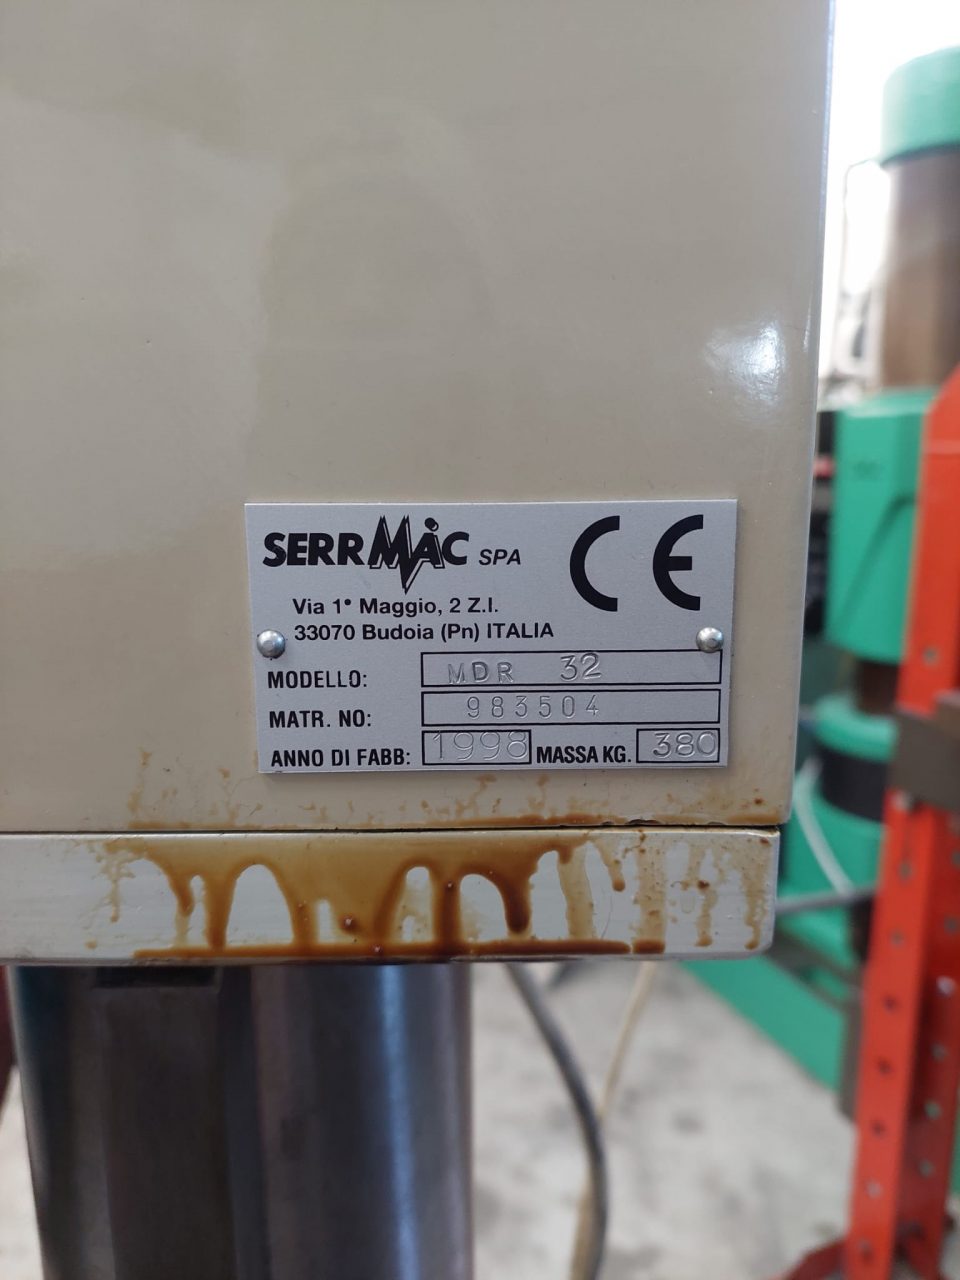 SERRMAC SPA CE
Via 1° Maggio, 2 Z.I.
33070 Budoia (Pn) ITALIA
MODELLO: MDR 32
MATR. NO: 983504
ANNO DI FABB: 1998 MASSA KG. 380